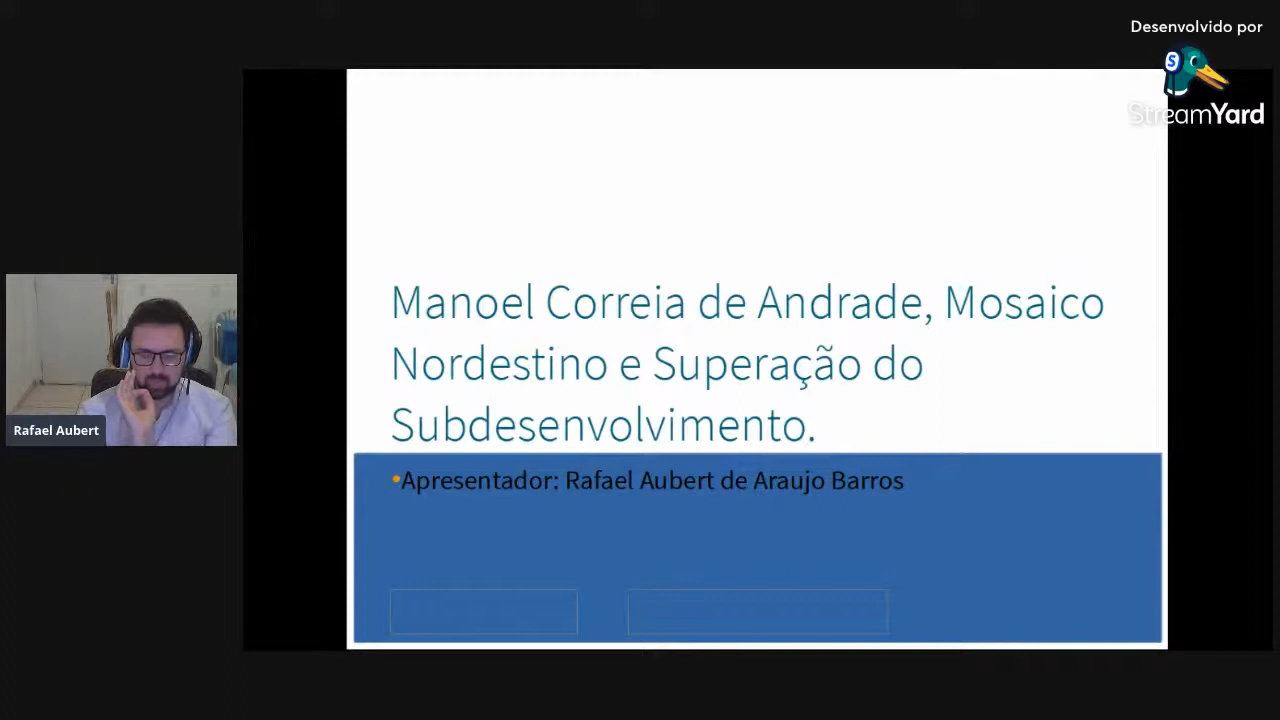 Desenvolvido por
StreamYard
Manoel Correia de Andrade, Mosaico
Nordestino e Superação do
Subdesenvolvimento.
•Apresentador: Rafael Aubert de Araujo Barros
Rafael Aubert